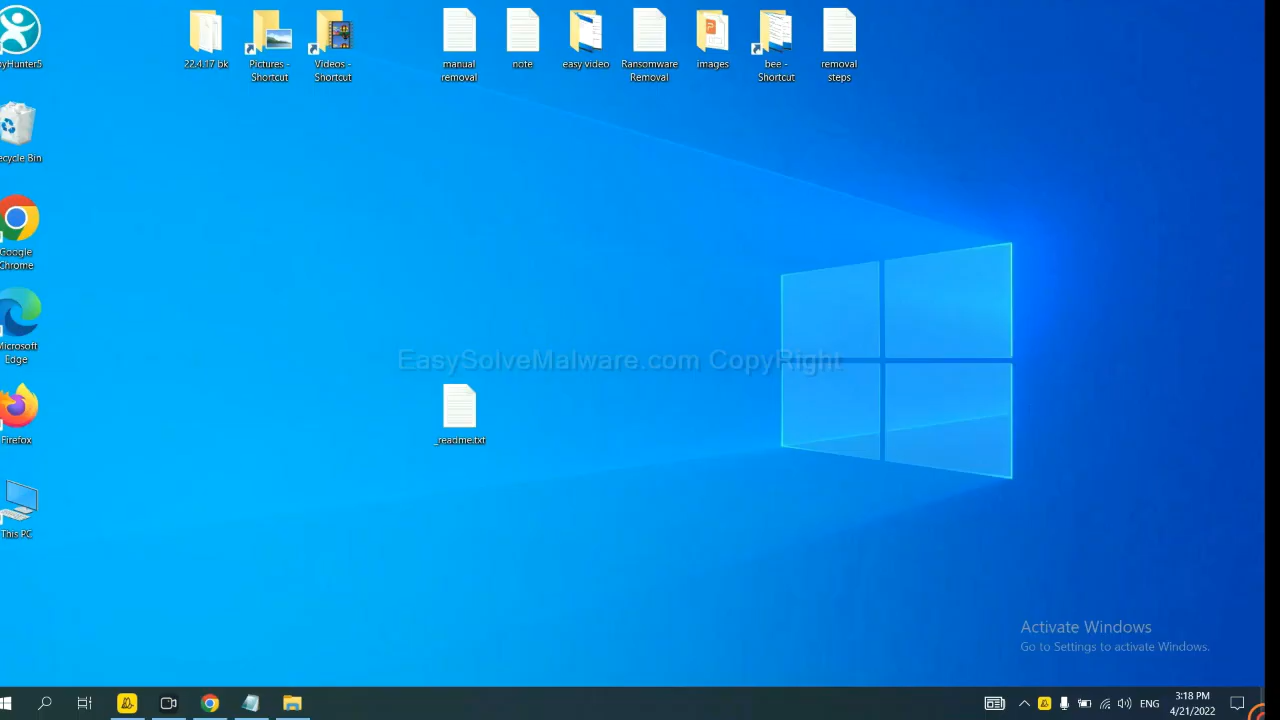 yHunter5
22.4.17 bk
Pictures -
Shortcut
Videos -
Shortcut
manual
removal
note
easy video
Ransomware
Removal
images
bee -
Shortcut
removal
steps
ecycle Bin
Google
Chrome
Microsoft
Edge
Firefox
This PC
EasySolveMalware.com CopyRight
_readme.txt
Activate Windows
Go to Settings to activate Windows.
ENG
3:18 PM
4/21/2022